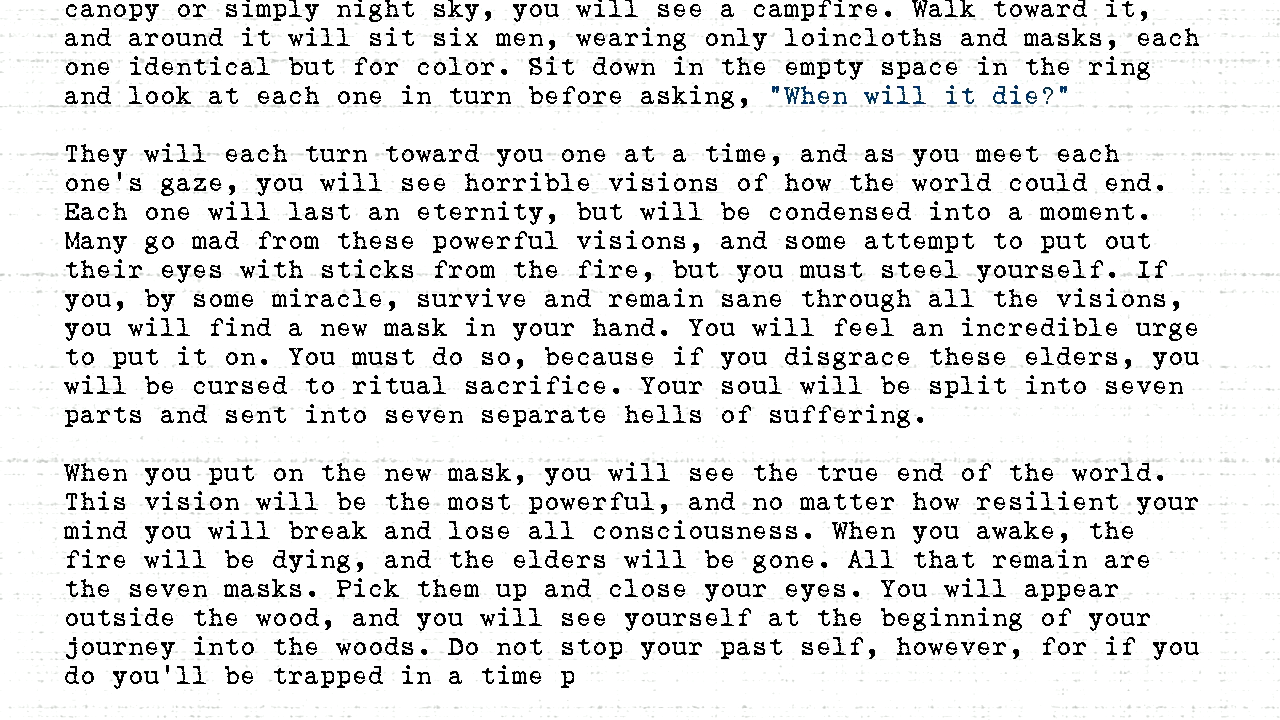 canopy or simply night sky, you will see a campfire. Walk toward it,
and around it will sit six men, wearing only loincloths and masks, each
one identical but for color. Sit down in the empty space in the ring
and look at each one in turn before asking, "When will it die?"
They will each turn toward you one at a time, and as you meet each
one's gaze, you will see horrible visions of how the world could end.
Each one will last an eternity, but will be condensed into a moment.
Many go mad from these powerful visions, and some attempt to put out
their eyes with sticks from the fire, but you must steel yourself. If
you, by some miracle, survive and remain sane through all the visions,
you will find a new mask in your hand. You will feel an incredible urge
to put it on. You must do so, because if you disgrace these elders, you
will be cursed to ritual sacrifice. Your soul will be split into seven
parts and sent into seven separate hells of suffering.
When you put on the new mask, you will see the true end of the world.
This vision will be the most powerful, and no matter how resilient your
mind you will break and lose all consciousness. When you awake, the
fire will be dying, and the elders will be gone. All that remain are
the seven masks. Pick them up and close your eyes. You will appear
outside the wood, and you will see yourself at the beginning of your
journey into the woods. Do not stop your past self, however, for if you
do you'll be trapped in a time p